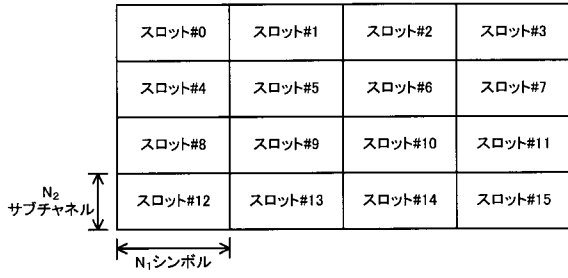 スロット#0 スロット#1 スロット#2 スロット#3
スロット#4 スロット#5 スロット#6 スロット#7
スロット#8 スロット#9 スロット#10 スロット#11
N₂
サブチャネル
スロット#12 スロット#13 スロット#14 スロット#15
N₁シンボル